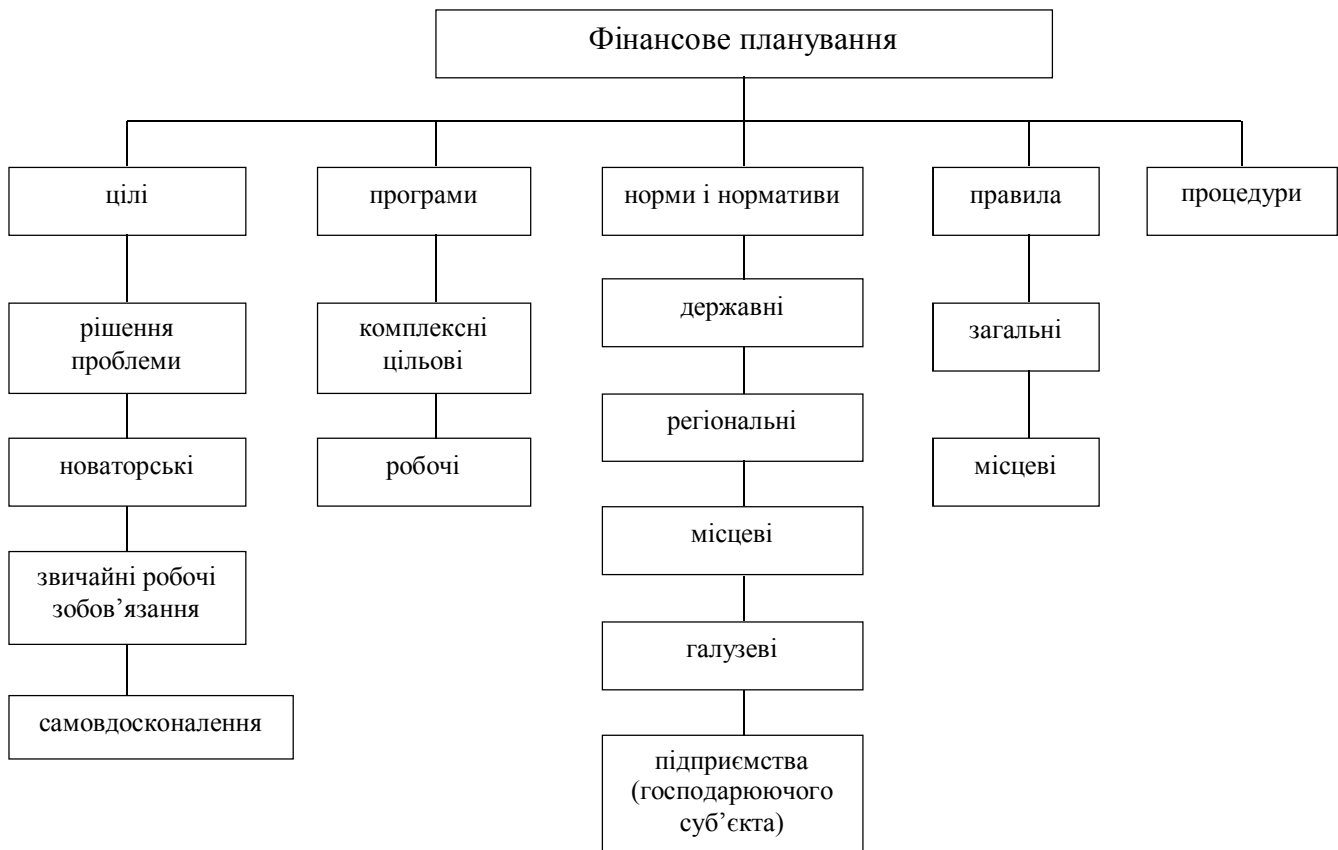 Фінансове планування
цілі
програми
норми і нормативи
правила
процедури
рішення
проблеми
новаторські
звичайні робочі
зобов’язання
самовдосконалення
комплексні
цільові
робочі
державні
регіональні
місцеві
галузеві
підприємства
(господарюючого
суб’єкта)
загальні
місцеві